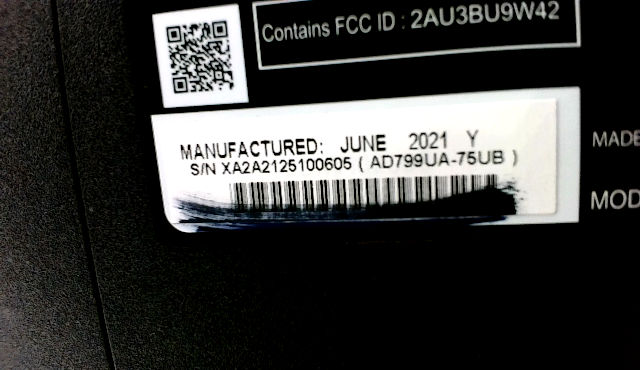 Contains FCC ID : 2AU3BU9W42
MANUFACTURED: JUNE 2021 Y
S/N XA2A2125100605 ( AD799UA-75UB )
MADE
MOD